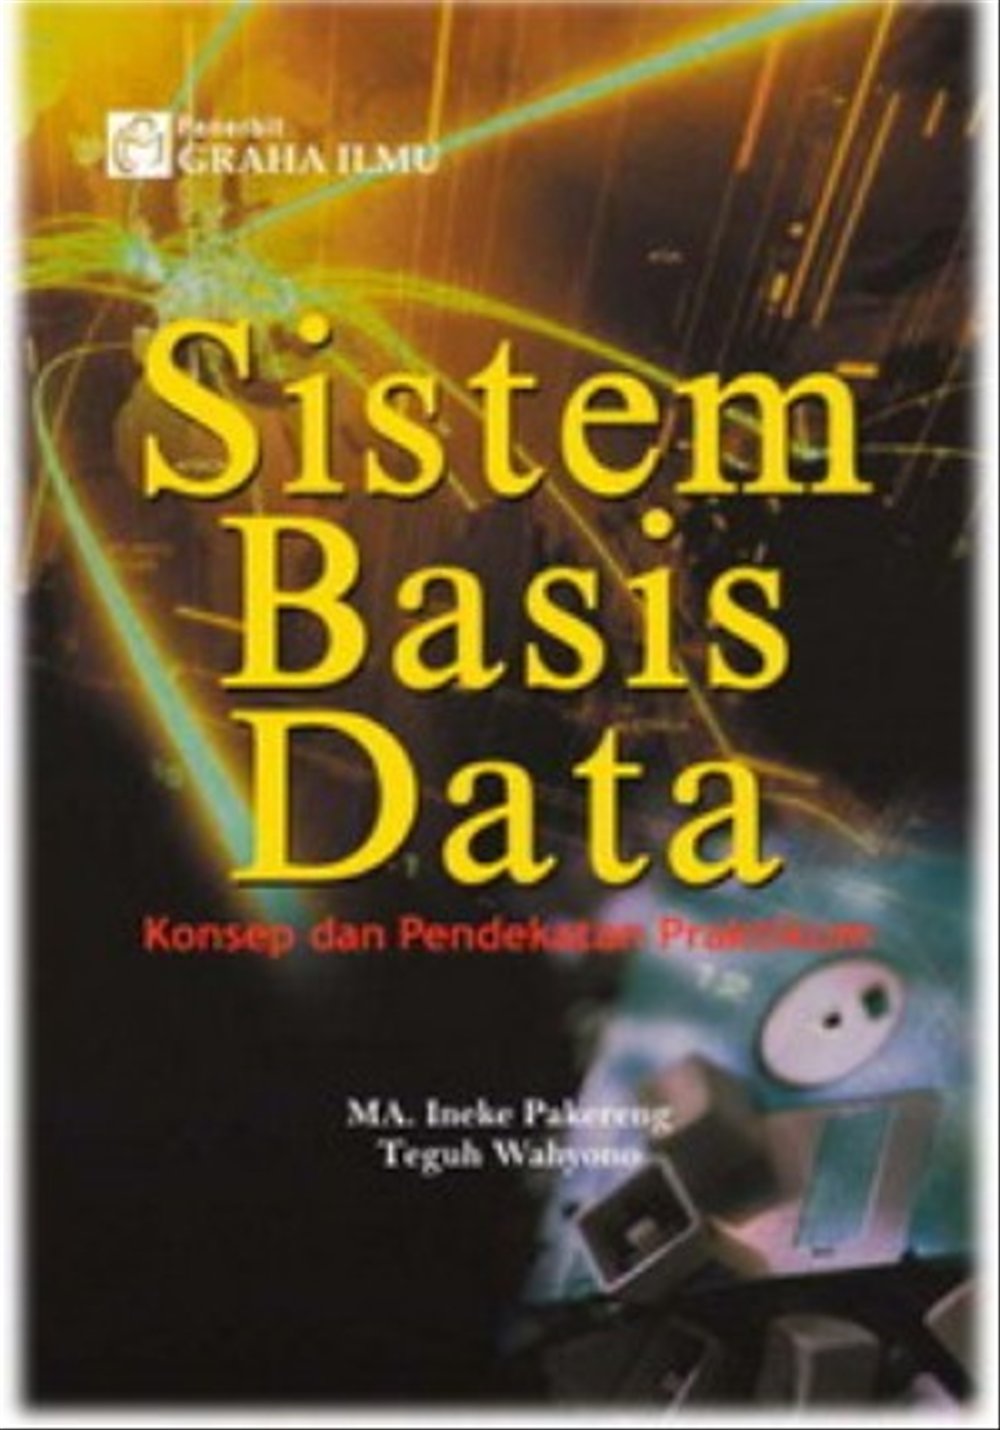 Penerbit
GRAHA ILMU
Sistem
Basis
Data
Konsep dan Pendekatan Praktikum
MA. Ineke Pakereng
Teguh Wahyono